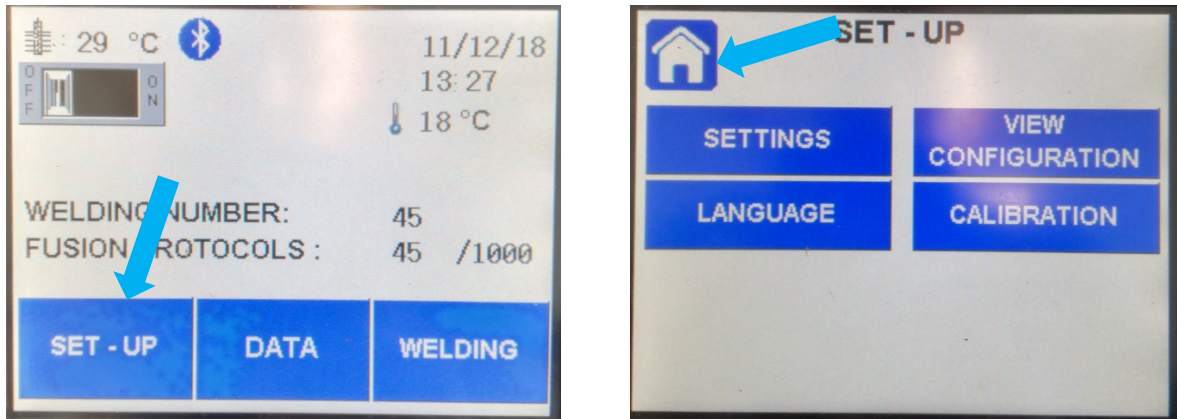 : 29 °C
11/12/18
13:27
18 °C
OFF
ON
WELDING NUMBER: 45
FUSION PROTOCOLS : 45 /1000
SET - UP
DATA
WELDING
SET - UP
SETTINGS
VIEW
CONFIGURATION
LANGUAGE
CALIBRATION